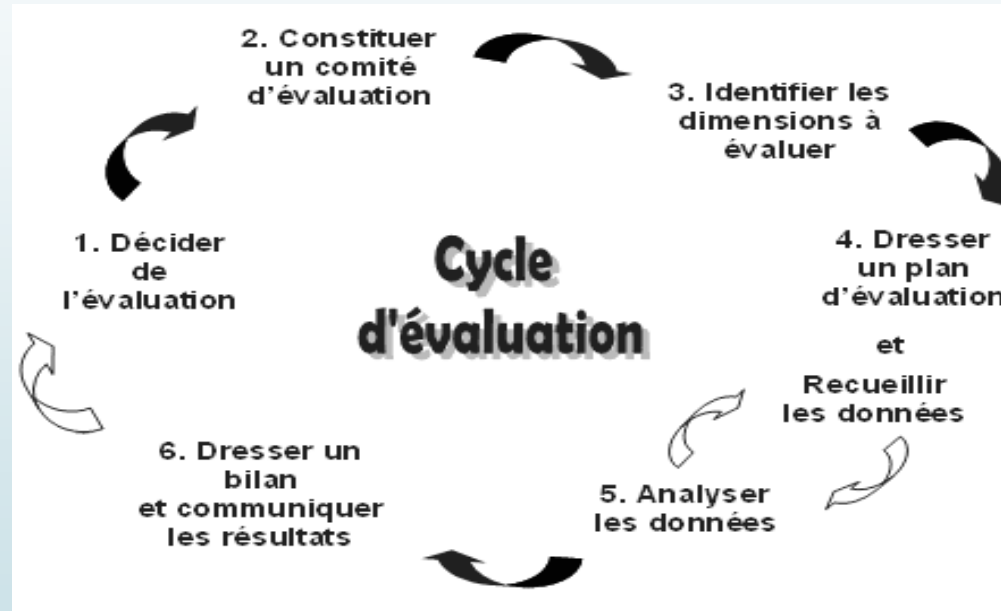 2. Constituer
un comité
d'évaluation
3. Identifier les
dimensions à
évaluer
1. Décider
de
l'évaluation
Cycle
d'évaluation
4. Dresser
un plan
d'évaluation
et
Recueillir
les données
5. Analyser
les données
6. Dresser un
bilan
et communiquer
les résultats